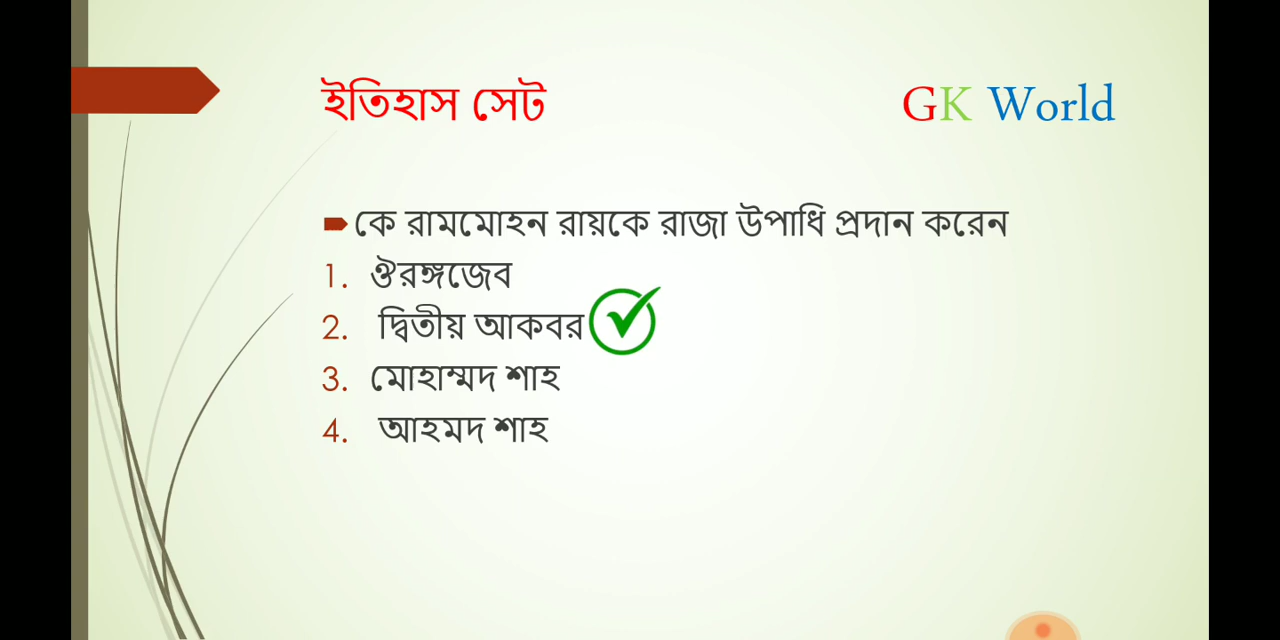 ইতিহাস সেট
GK World
কে রামমোহন রায়কে রাজা উপাধি প্রদান করেন
1. ঔরঙ্গজেব
2. দ্বিতীয় আকবর
3. মোহাম্মদ শাহ
4. আহমদ শাহ